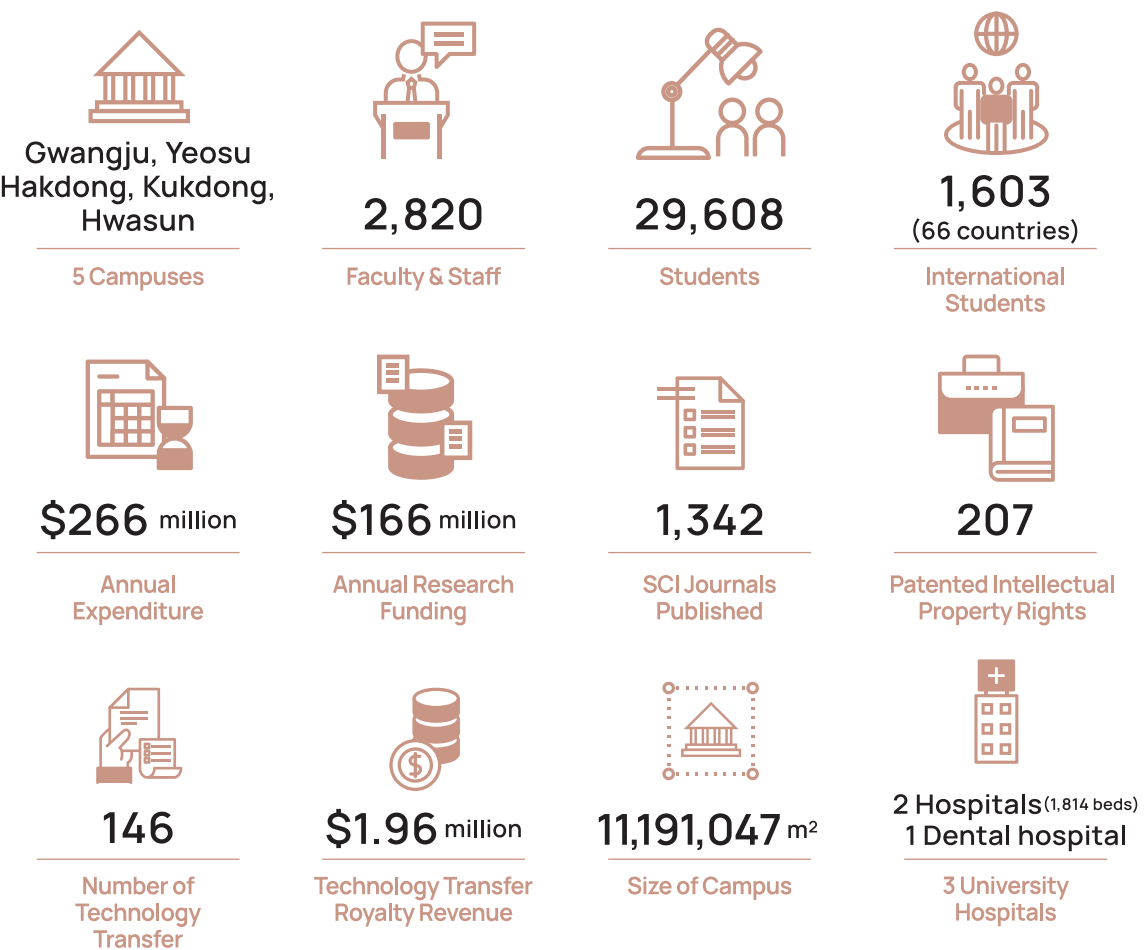 Gwangju, Yeosu
Hakdong, Kukdong,
Hwasun
5 Campuses
2,820
Faculty & Staff
29,608
Students
1,603
(66 countries)
International
Students
$266 million
Annual
Expenditure
$166 million
Annual Research
Funding
1,342
SCI Journals
Published
207
Patented Intellectual
Property Rights
146
Number of
Technology
Transfer
$1.96 million
Technology Transfer
Royalty Revenue
11,191,047 m²
Size of Campus
2 Hospitals(1,814 beds)
1 Dental hospital
3 University
Hospitals